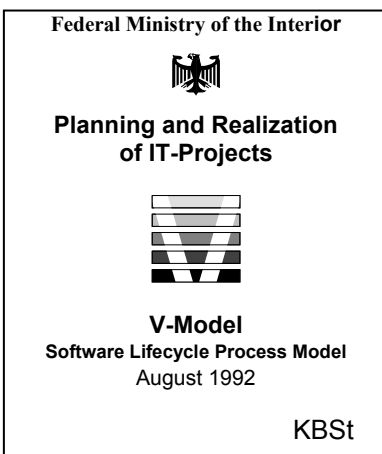 Federal Ministry of the Interior
Planning and Realization
of IT-Projects
V-Model
Software Lifecycle Process Model
August 1992
KBSt